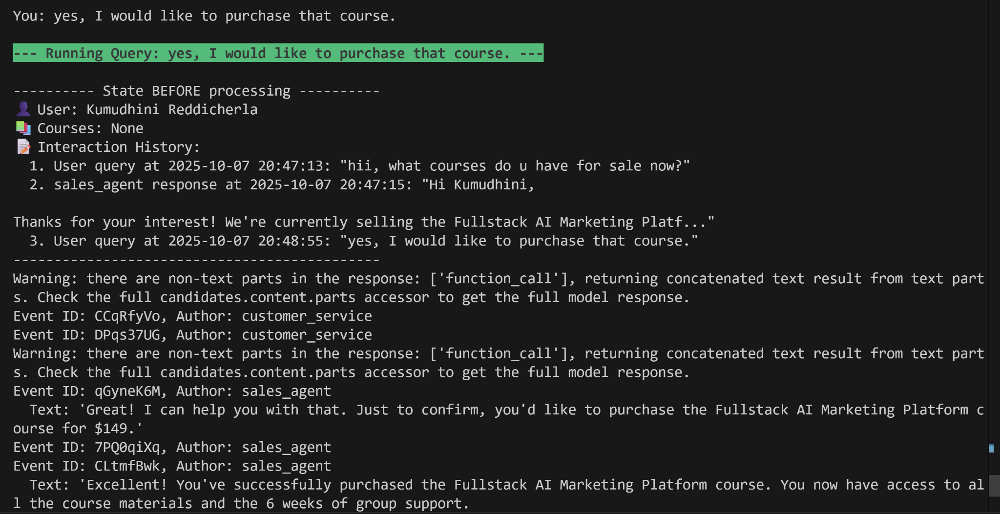 You: yes, I would like to purchase that course.
--- Running Query: yes, I would like to purchase that course. ---
---------- State BEFORE processing ----------
👤 User: Kumudhini Reddicherla
📚 Courses: None
📝 Interaction History:
  1. User query at 2025-10-07 20:47:13: "hii, what courses do u have for sale now?"
  2. sales_agent response at 2025-10-07 20:47:15: "Hi Kumudhini,
Thanks for your interest! We're currently selling the Fullstack AI Marketing Platf..."
  3. User query at 2025-10-07 20:48:55: "yes, I would like to purchase that course."
---------------------------------------------
Warning: there are non-text parts in the response: ['function_call'], returning concatenated text result from text part
s. Check the full candidates.content.parts accessor to get the full model response.
Event ID: CCqRfyVo, Author: customer_service
Event ID: DPqs37UG, Author: customer_service
Warning: there are non-text parts in the response: ['function_call'], returning concatenated text result from text part
s. Check the full candidates.content.parts accessor to get the full model response.
Event ID: qGyneK6M, Author: sales_agent
  Text: 'Great! I can help you with that. Just to confirm, you'd like to purchase the Fullstack AI Marketing Platform c
ourse for $149.'
Event ID: 7PQ0qiXq, Author: sales_agent
Event ID: CLtmfBwk, Author: sales_agent
  Text: 'Excellent! You've successfully purchased the Fullstack AI Marketing Platform course. You now have access to al
l the course materials and the 6 weeks of group support.